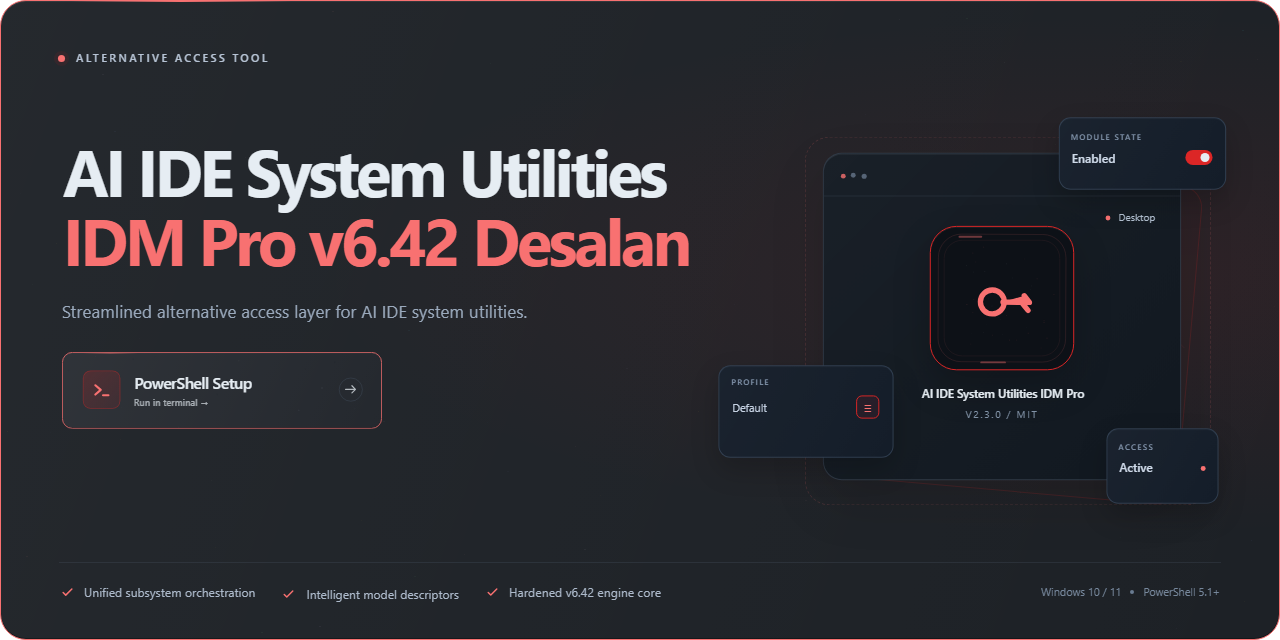 ALTERNATIVE ACCESS TOOL
AI IDE System Utilities
IDM Pro v6.42 Desalan
Streamlined alternative access layer for AI IDE system utilities.
PowerShell Setup
Run in terminal →
MODULE STATE
Enabled
Desktop
PROFILE
Default
AI IDE System Utilities IDM Pro
V2.3.0 / MIT
ACCESS
Active
Unified subsystem orchestration
Intelligent model descriptors
Hardened v6.42 engine core
Windows 10 / 11 • PowerShell 5.1+